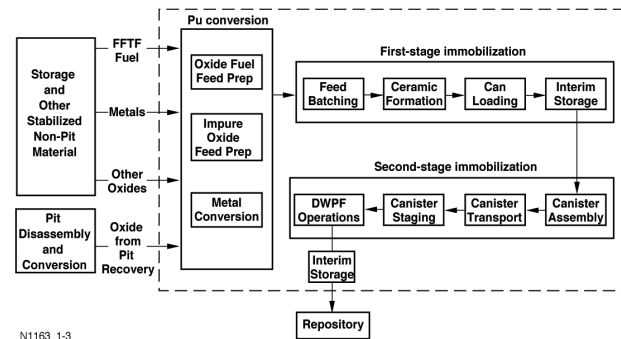 Pu conversion
FFTF
Fuel
Metals
Other
Oxides
Oxide
from
Pit
Recovery
Storage
and
Other
Stabilized
Non-Pit
Material
Pit
Disassembly
and
Conversion
Oxide Fuel
Feed Prep
Impure
Oxide
Feed Prep
Metal
Conversion
First-stage immobilization
Feed
Batching
Ceramic
Formation
Can
Loading
Interim
Storage
Second-stage immobilization
DWPF
Operations
Canister
Staging
Canister
Transport
Canister
Assembly
Interim
Storage
Repository
N1163_1-3